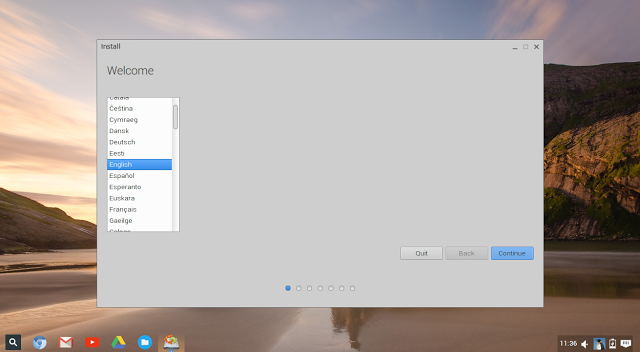 Install
Welcome
Català
Čeština
Cymraeg
Dansk
Deutsch
Eesti
English
Español
Esperanto
Euskara
Français
Gaeilge
Galego
Quit
Back
Continue
11:36